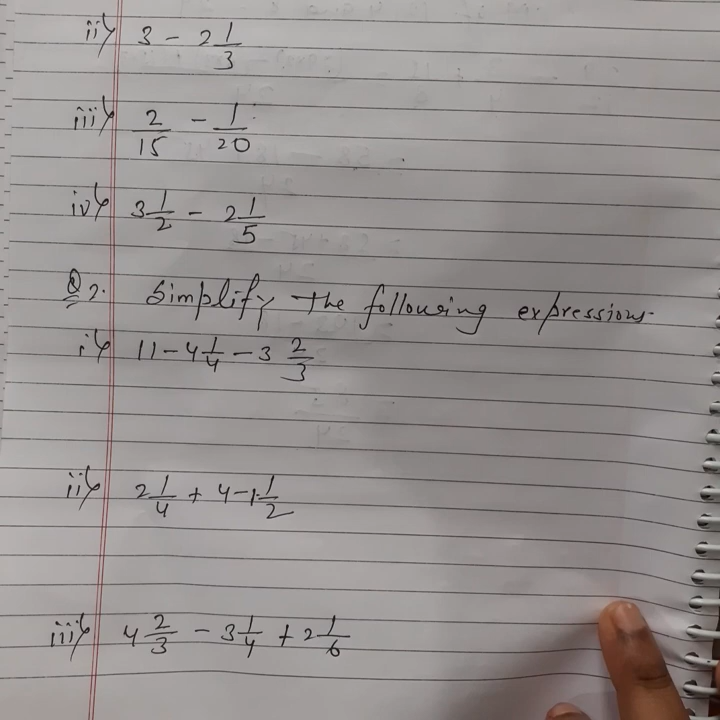 ii) 3 - 2 1/3
iii) 2/15 - 1/20
iv) 3 1/2 - 2 1/5
Q2. Simplify the following expressions.
i) 11 - 4 1/4 - 3 2/3
ii) 2 1/4 + 4 - 1 1/2
iii) 4 2/3 - 3 1/4 + 2 1/6